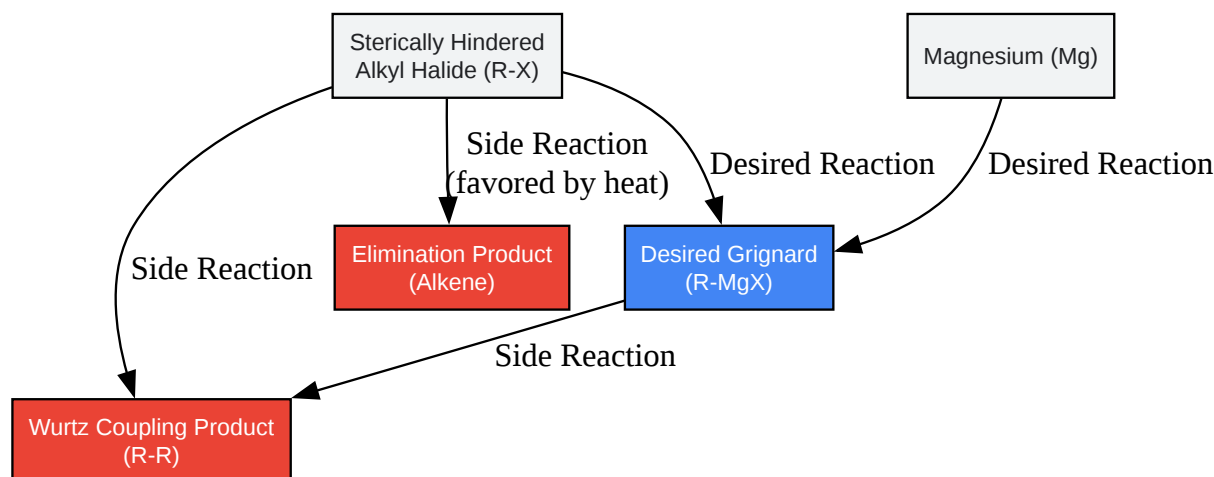 Sterically Hindered
Alkyl Halide (R-X)
Magnesium (Mg)
Side Reaction
(favored by heat)
Desired Reaction
Desired Reaction
Side Reaction
Elimination Product
(Alkene)
Desired Grignard
(R-MgX)
Side Reaction
Wurtz Coupling Product
(R-R)